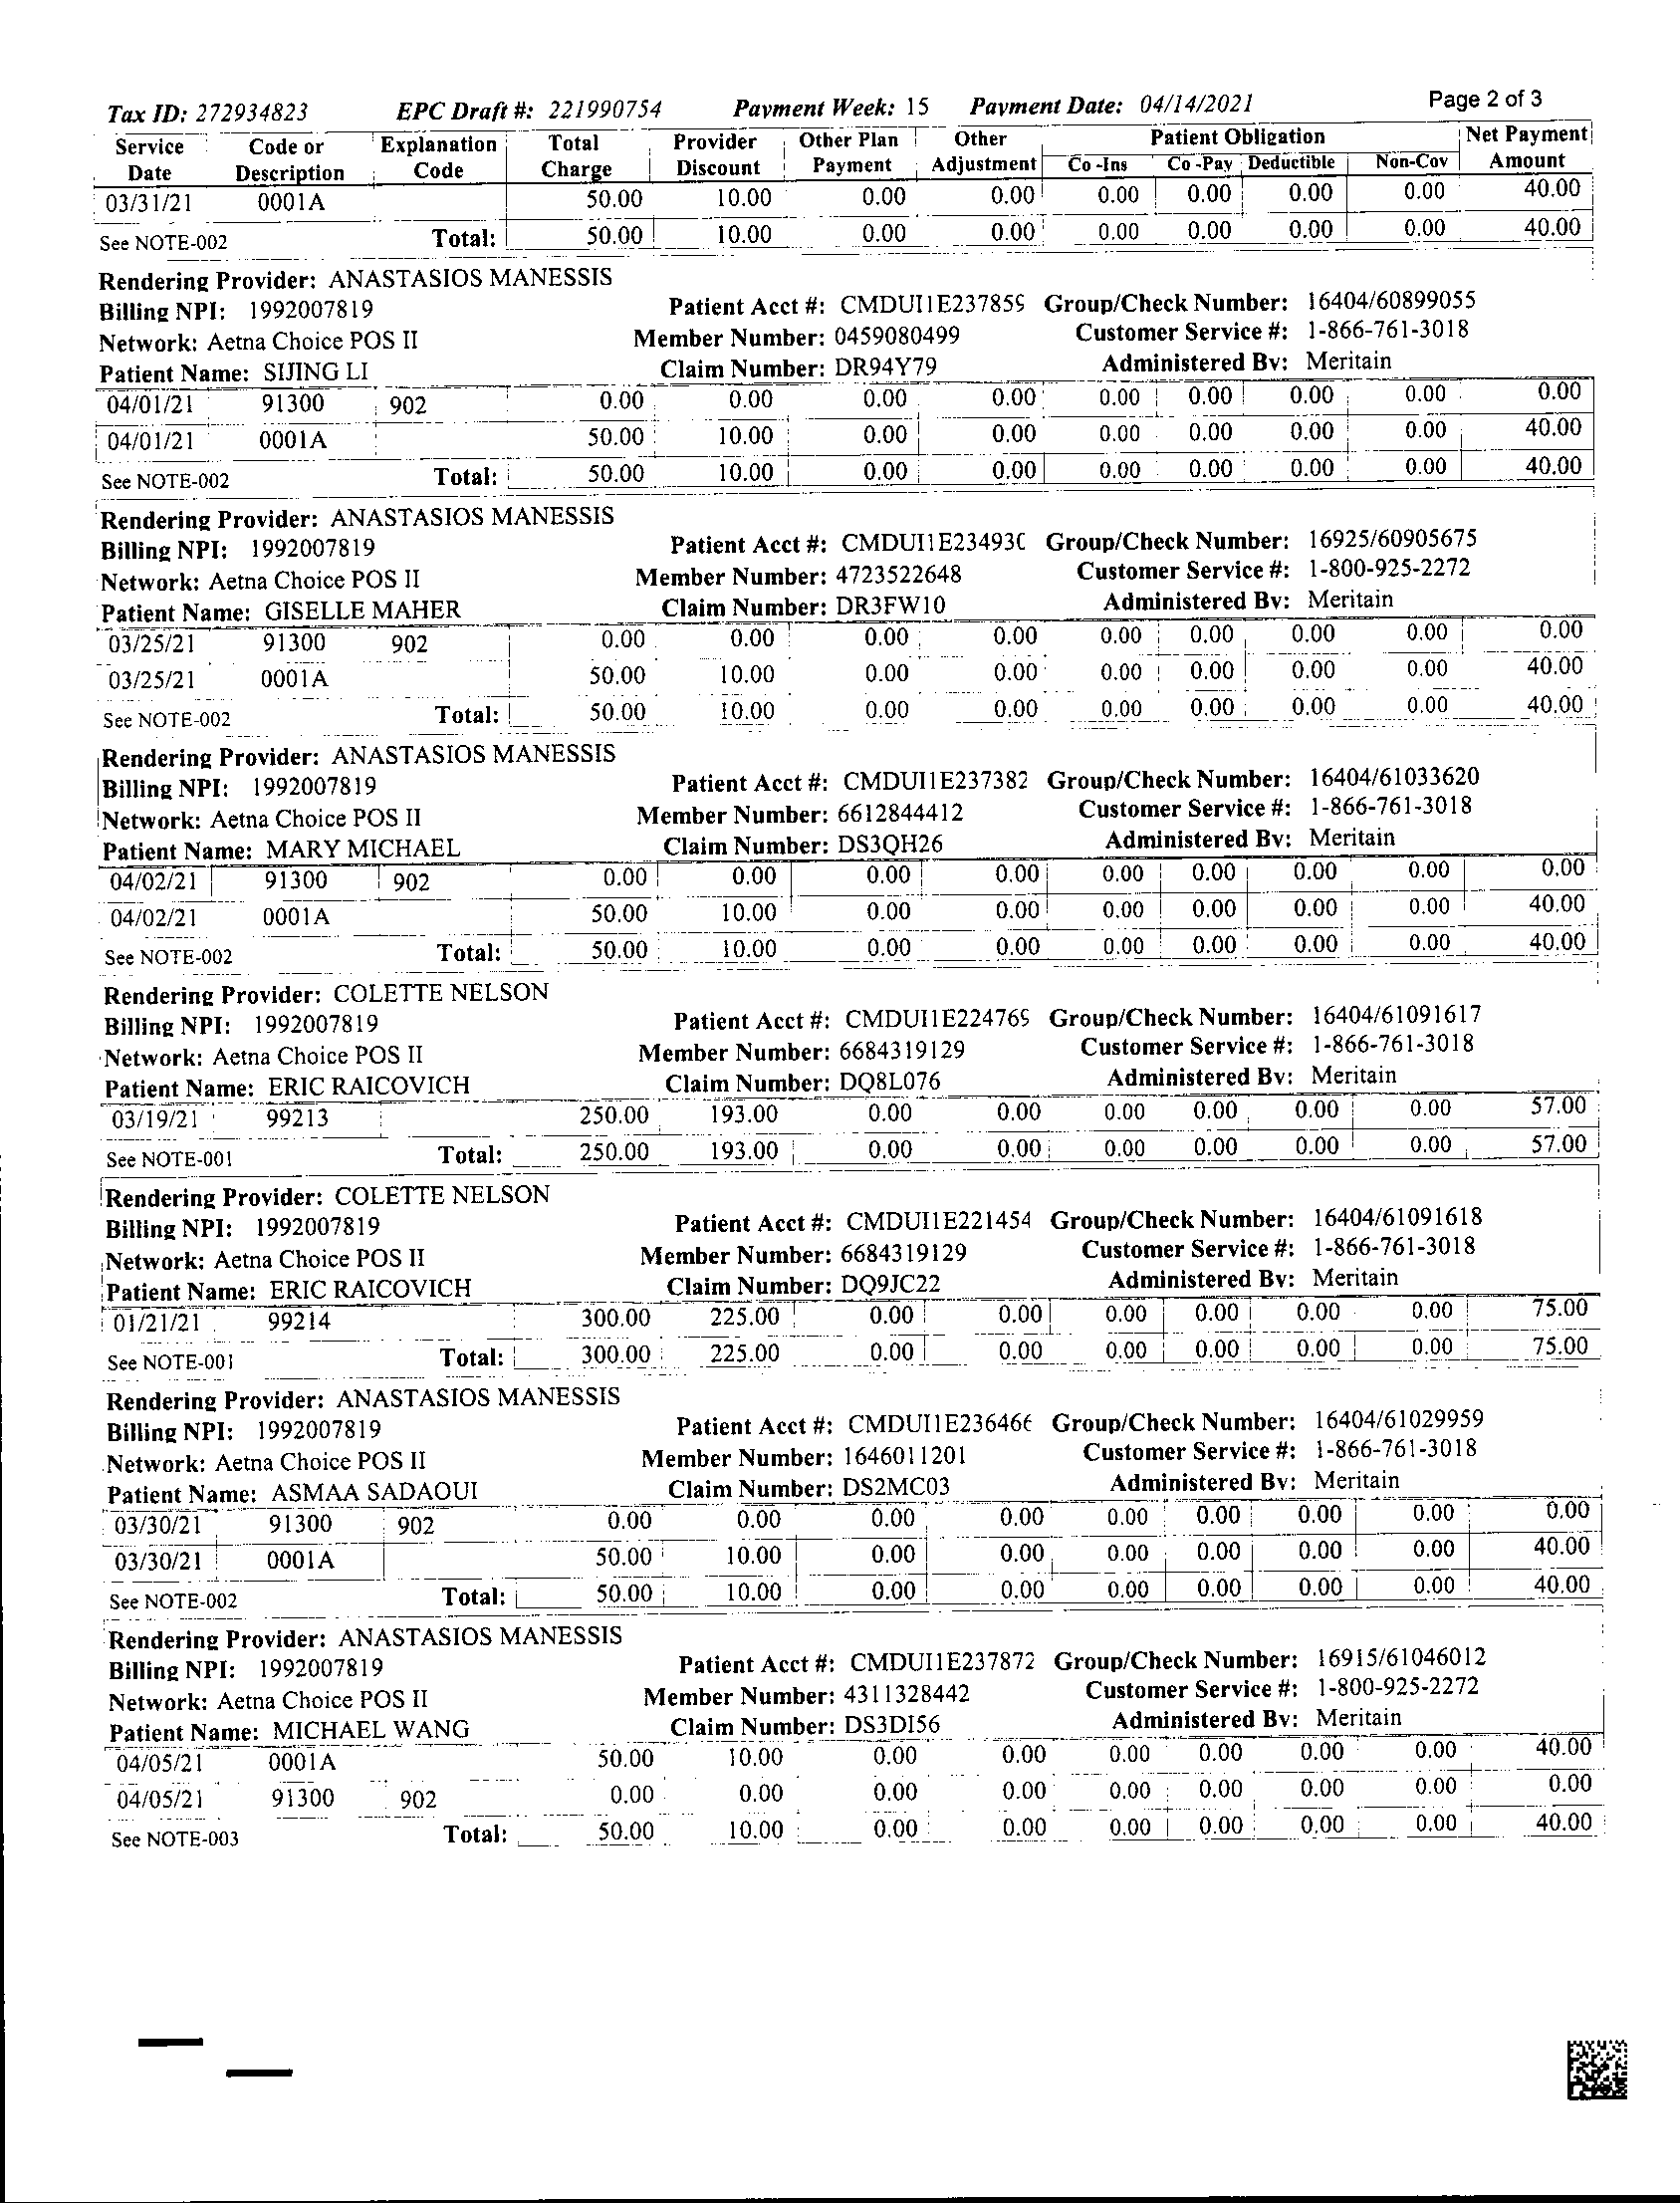 Tax ID: 272934823 EPC Draft #: 221990754 Payment Week: 15 Payment Date: 04/14/2021 Page 2 of 3
Service Code or Explanation Total Provider Other Plan Other Patient Obligation Net Payment
Date Description Code Charge Discount Payment Adjustment Co -Ins Co -Pay Deductible Non-Cov Amount
03/31/21 0001A 50.00 10.00 0.00 0.00 0.00 0.00 0.00 0.00 40.00
See NOTE-002 Total: 50.00 10.00 0.00 0.00 0.00 0.00 0.00 0.00 40.00
Rendering Provider: ANASTASIOS MANESSIS
Billing NPI: 1992007819 Patient Acct #: CMDUI1E237859 Group/Check Number: 16404/60899055
Network: Aetna Choice POS II Member Number: 0459080499 Customer Service #: 1-866-761-3018
Patient Name: SIJING LI Claim Number: DR94Y79 Administered By: Meritain
04/01/21 91300 902 0.00 0.00 0.00 0.00 0.00 0.00 0.00 0.00 0.00
04/01/21 0001A 50.00 10.00 0.00 0.00 0.00 0.00 0.00 0.00 40.00
See NOTE-002 Total: 50.00 10.00 0.00 0.00 0.00 0.00 0.00 0.00 40.00
Rendering Provider: ANASTASIOS MANESSIS
Billing NPI: 1992007819 Patient Acct #: CMDUI1E23493C Group/Check Number: 16925/60905675
Network: Aetna Choice POS II Member Number: 4723522648 Customer Service #: 1-800-925-2272
Patient Name: GISELLE MAHER Claim Number: DR3FW10 Administered By: Meritain
03/25/21 91300 902 0.00 0.00 0.00 0.00 0.00 0.00 0.00 0.00 0.00
03/25/21 0001A 50.00 10.00 0.00 0.00 0.00 0.00 0.00 0.00 40.00
See NOTE-002 Total: 50.00 10.00 0.00 0.00 0.00 0.00 0.00 0.00 40.00
Rendering Provider: ANASTASIOS MANESSIS
Billing NPI: 1992007819 Patient Acct #: CMDUI1E237382 Group/Check Number: 16404/61033620
Network: Aetna Choice POS II Member Number: 6612844412 Customer Service #: 1-866-761-3018
Patient Name: MARY MICHAEL Claim Number: DS3QH26 Administered By: Meritain
04/02/21 91300 902 0.00 0.00 0.00 0.00 0.00 0.00 0.00 0.00 0.00
04/02/21 0001A 50.00 10.00 0.00 0.00 0.00 0.00 0.00 0.00 40.00
See NOTE-002 Total: 50.00 10.00 0.00 0.00 0.00 0.00 0.00 0.00 40.00
Rendering Provider: COLETTE NELSON
Billing NPI: 1992007819 Patient Acct #: CMDUI1E224769 Group/Check Number: 16404/61091617
Network: Aetna Choice POS II Member Number: 6684319129 Customer Service #: 1-866-761-3018
Patient Name: ERIC RAICOVICH Claim Number: DQ8L076 Administered By: Meritain
03/19/21 99213 250.00 193.00 0.00 0.00 0.00 0.00 0.00 0.00 57.00
See NOTE-001 Total: 250.00 193.00 0.00 0.00 0.00 0.00 0.00 0.00 57.00
Rendering Provider: COLETTE NELSON
Billing NPI: 1992007819 Patient Acct #: CMDUI1E221454 Group/Check Number: 16404/61091618
Network: Aetna Choice POS II Member Number: 6684319129 Customer Service #: 1-866-761-3018
Patient Name: ERIC RAICOVICH Claim Number: DQ9JC22 Administered By: Meritain
01/21/21 99214 300.00 225.00 0.00 0.00 0.00 0.00 0.00 0.00 75.00
See NOTE-001 Total: 300.00 225.00 0.00 0.00 0.00 0.00 0.00 0.00 75.00
Rendering Provider: ANASTASIOS MANESSIS
Billing NPI: 1992007819 Patient Acct #: CMDUI1E236466 Group/Check Number: 16404/61029959
Network: Aetna Choice POS II Member Number: 1646011201 Customer Service #: 1-866-761-3018
Patient Name: ASMAA SADAOUI Claim Number: DS2MC03 Administered By: Meritain
03/30/21 91300 902 0.00 0.00 0.00 0.00 0.00 0.00 0.00 0.00 0.00
03/30/21 0001A 50.00 10.00 0.00 0.00 0.00 0.00 0.00 0.00 40.00
See NOTE-002 Total: 50.00 10.00 0.00 0.00 0.00 0.00 0.00 0.00 40.00
Rendering Provider: ANASTASIOS MANESSIS
Billing NPI: 1992007819 Patient Acct #: CMDUI1E237872 Group/Check Number: 16915/61046012
Network: Aetna Choice POS II Member Number: 4311328442 Customer Service #: 1-800-925-2272
Patient Name: MICHAEL WANG Claim Number: DS3DI56 Administered By: Meritain
04/05/21 0001A 50.00 10.00 0.00 0.00 0.00 0.00 0.00 0.00 40.00
04/05/21 91300 902 0.00 0.00 0.00 0.00 0.00 0.00 0.00 0.00 0.00
See NOTE-003 Total: 50.00 10.00 0.00 0.00 0.00 0.00 0.00 0.00 40.00